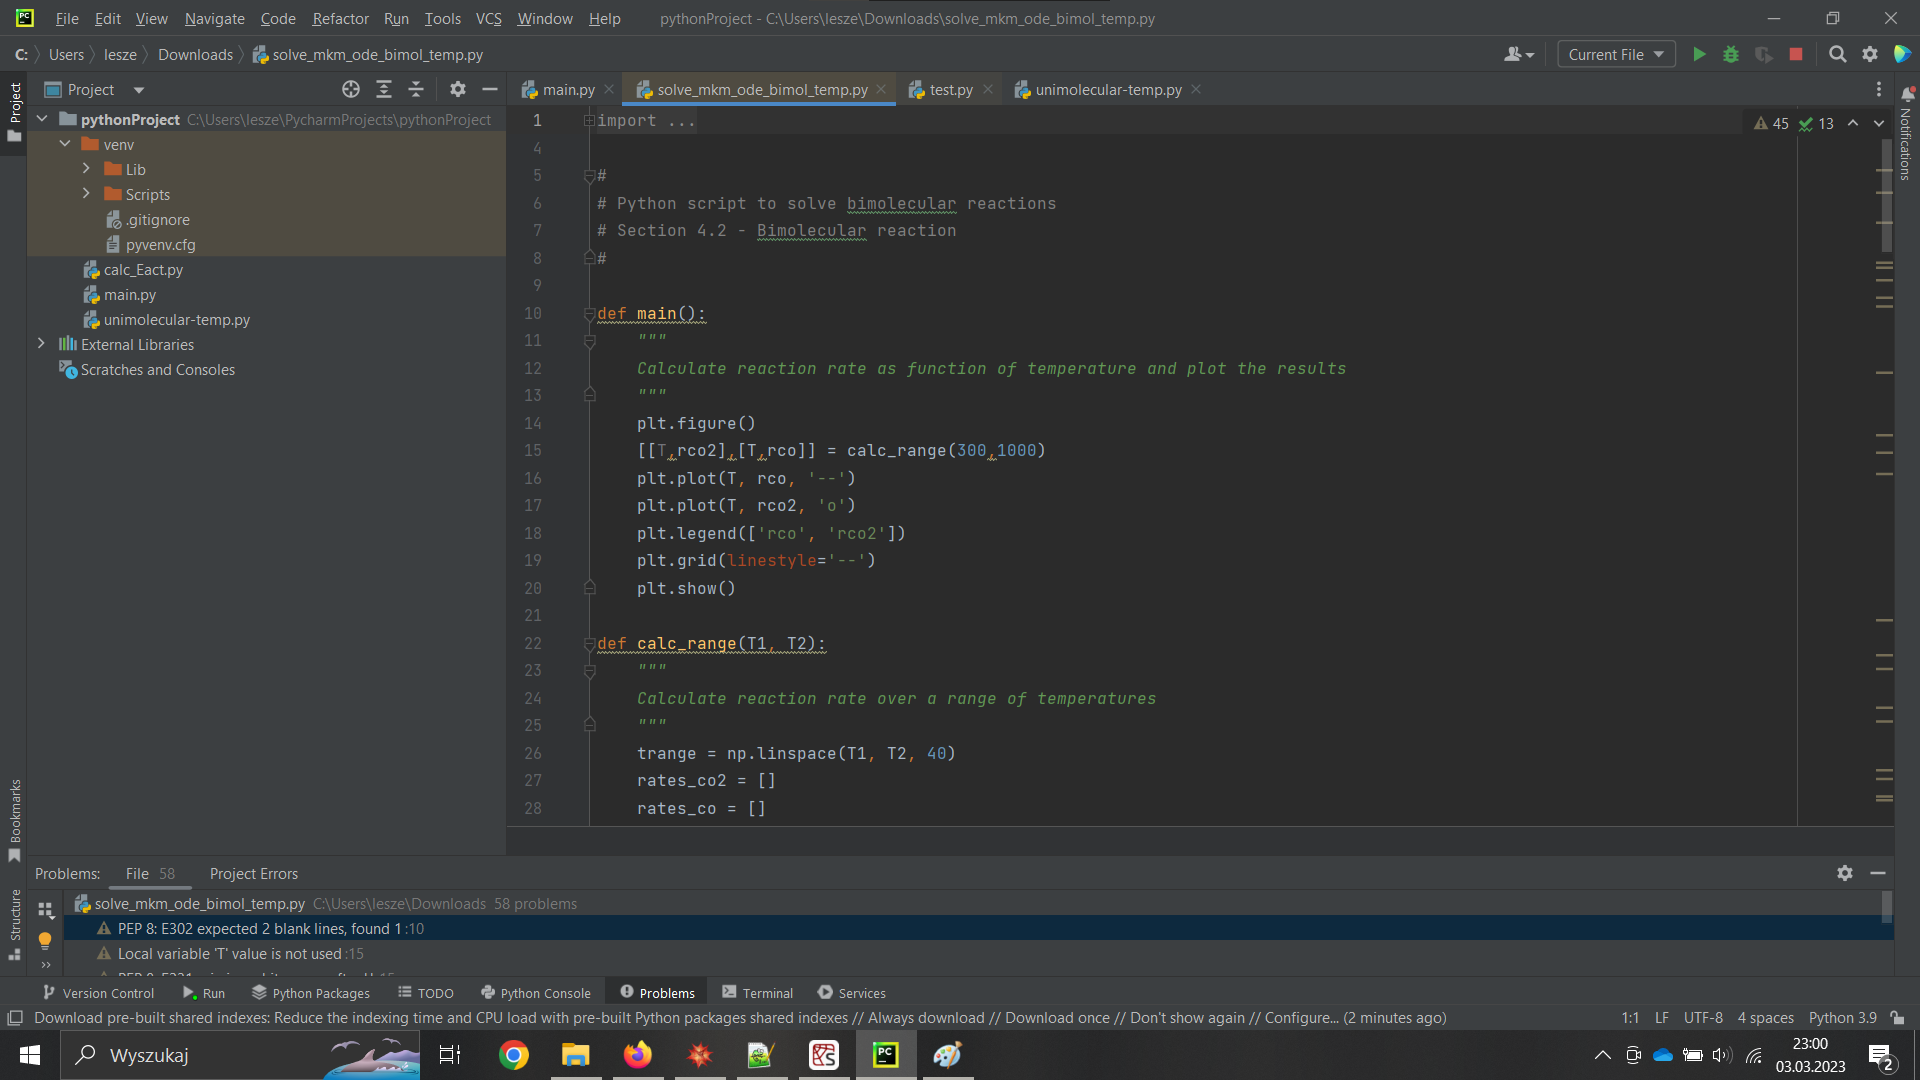 PC File Edit View Navigate Code Refactor Run Tools VCS Window Help pythonProject - C:\Users\lesze\Downloads\solve_mkm_ode_bimol_temp.py
C: Users lesze Downloads solve_mkm_ode_bimol_temp.py Current File
Project
Project
main.py solve_mkm_ode_bimol_temp.py test.py unimolecular-temp.py
Notifications
pythonProject C:\Users\lesze\PycharmProjects\pythonProject
venv
Lib
Scripts
.gitignore
pyvenv.cfg
calc_Eact.py
main.py
unimolecular-temp.py
External Libraries
Scratches and Consoles
45 13
1 import ...
4
5 #
6 # Python script to solve bimolecular reactions
7 # Section 4.2 - Bimolecular reaction
8 #
9
10 def main():
11 """
12 Calculate reaction rate as function of temperature and plot the results
13 """
14 plt.figure()
15 [[T,rco2],[T,rco]] = calc_range(300,1000)
16 plt.plot(T, rco, '--')
17 plt.plot(T, rco2, 'o')
18 plt.legend(['rco', 'rco2'])
19 plt.grid(linestyle='--')
20 plt.show()
21
22 def calc_range(T1, T2):
23 """
24 Calculate reaction rate over a range of temperatures
25 """
26 trange = np.linspace(T1, T2, 40)
27 rates_co2 = []
28 rates_co = []
Bookmarks
Structure
Problems: File 58 Project Errors
solve_mkm_ode_bimol_temp.py C:\Users\lesze\Downloads 58 problems
PEP 8: E302 expected 2 blank lines, found 1 :10
Local variable 'T' value is not used :15
Version Control Run Python Packages TODO Python Console Problems Terminal Services
Download pre-built shared indexes: Reduce the indexing time and CPU load with pre-built Python packages shared indexes // Always download // Download once // Don't show again // Configure... (2 minutes ago) 1:1 LF UTF-8 4 spaces Python 3.9
Wyszukaj
PC
23:00
03.03.2023
2